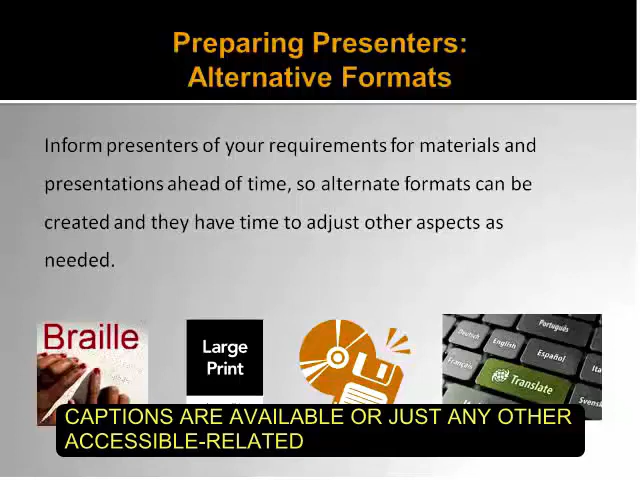 Preparing Presenters:
Alternative Formats
Inform presenters of your requirements for materials and
presentations ahead of time, so alternate formats can be
created and they have time to adjust other aspects as
needed.
Braille
Large
Print
Português
Deutsch
English
Français
Español
Translate
Svensk
CAPTIONS ARE AVAILABLE OR JUST ANY OTHER
ACCESSIBLE-RELATED